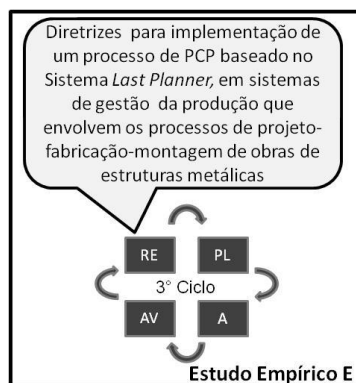 Diretrizes para implementação de
um processo de PCP baseado no
Sistema Last Planner, em sistemas
de gestão da produção que
envolvem os processos de projeto-
fabricação-montagem de obras de
estruturas metálicas
RE PL
3° Ciclo
AV A
Estudo Empírico E